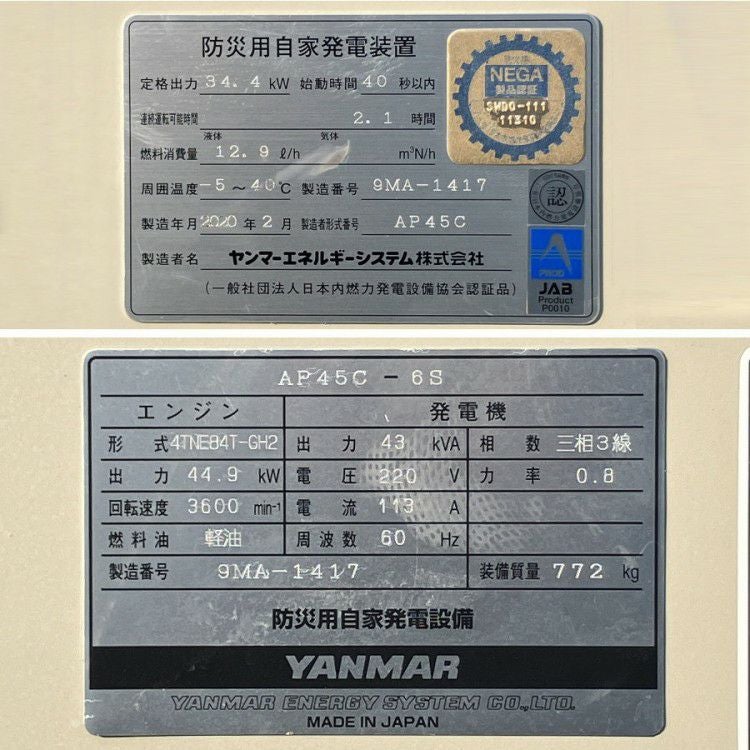 防災用自家発電装置
定格出力 34.4 kW 始動時間 40 秒以内
連続運転可能時間 2.1 時間
液体 気体
燃料消費量 12.9 ℓ/h m³N/h
周囲温度 -5～40℃ 製造番号 9MA-1417
製造年月 2020年2月 製造者形式番号 AP45C
製造者名 ヤンマーエネルギーシステム株式会社
(一般社団法人日本内燃力発電設備協会認証品)
NEGA
製品認証
11310
認
PROD
JAB
Product
P0010
AP45C-6S
エンジン 発電機
形式 4TNE84T-GH2 出力 43 kVA 相数 三相3線
出力 44.9 kW 電圧 220 V 力率 0.8
回転速度 3600 min⁻¹ 電流 113 A
燃料油 軽油 周波数 60 Hz
製造番号 9MA-1417 装備質量 772 kg
防災用自家発電設備
YANMAR
YANMAR ENERGY SYSTEM CO.,LTD.
MADE IN JAPAN